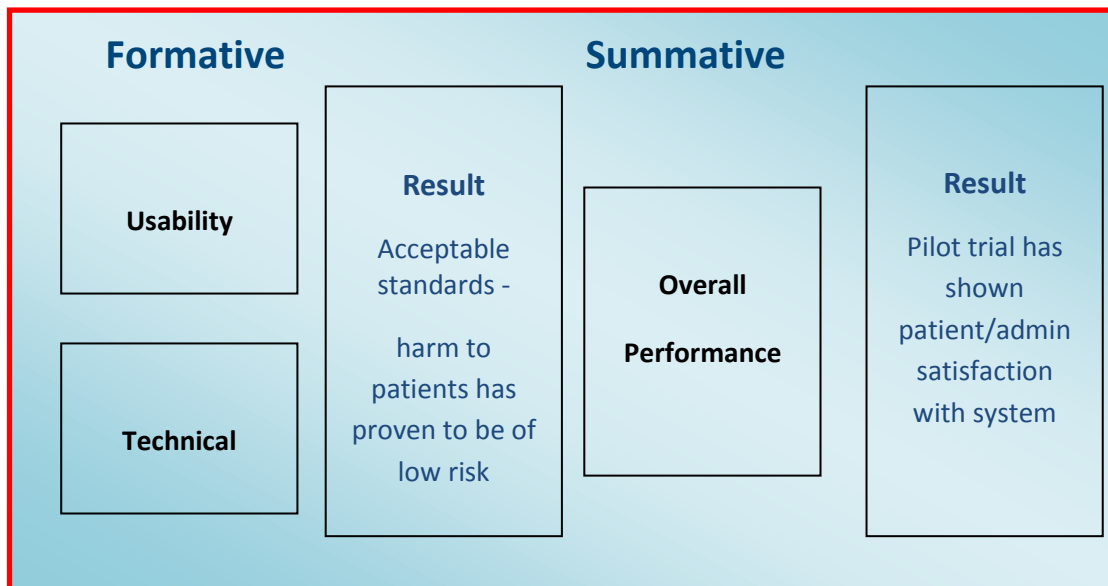 Formative
Summative
Usability
Technical
Result
Acceptable
standards -
harm to
patients has
proven to be of
low risk
Overall
Performance
Result
Pilot trial has
shown
patient/admin
satisfaction
with system